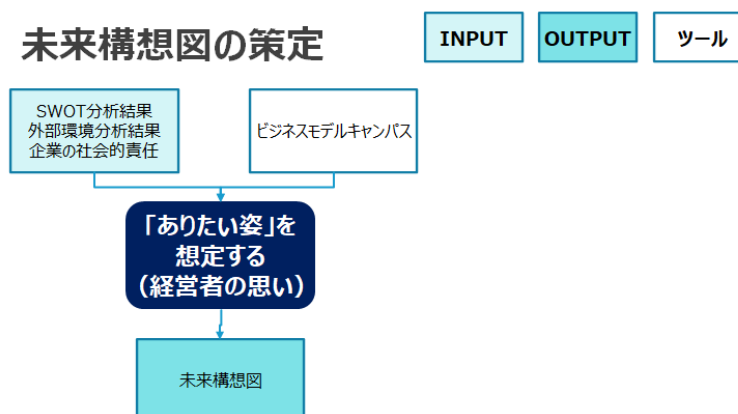 未来構想図の策定
INPUT
OUTPUT
ツール
SWOT分析結果
外部環境分析結果
企業の社会的責任
ビジネスモデルキャンパス
「ありたい姿」を
想定する
（経営者の思い）
未来構想図